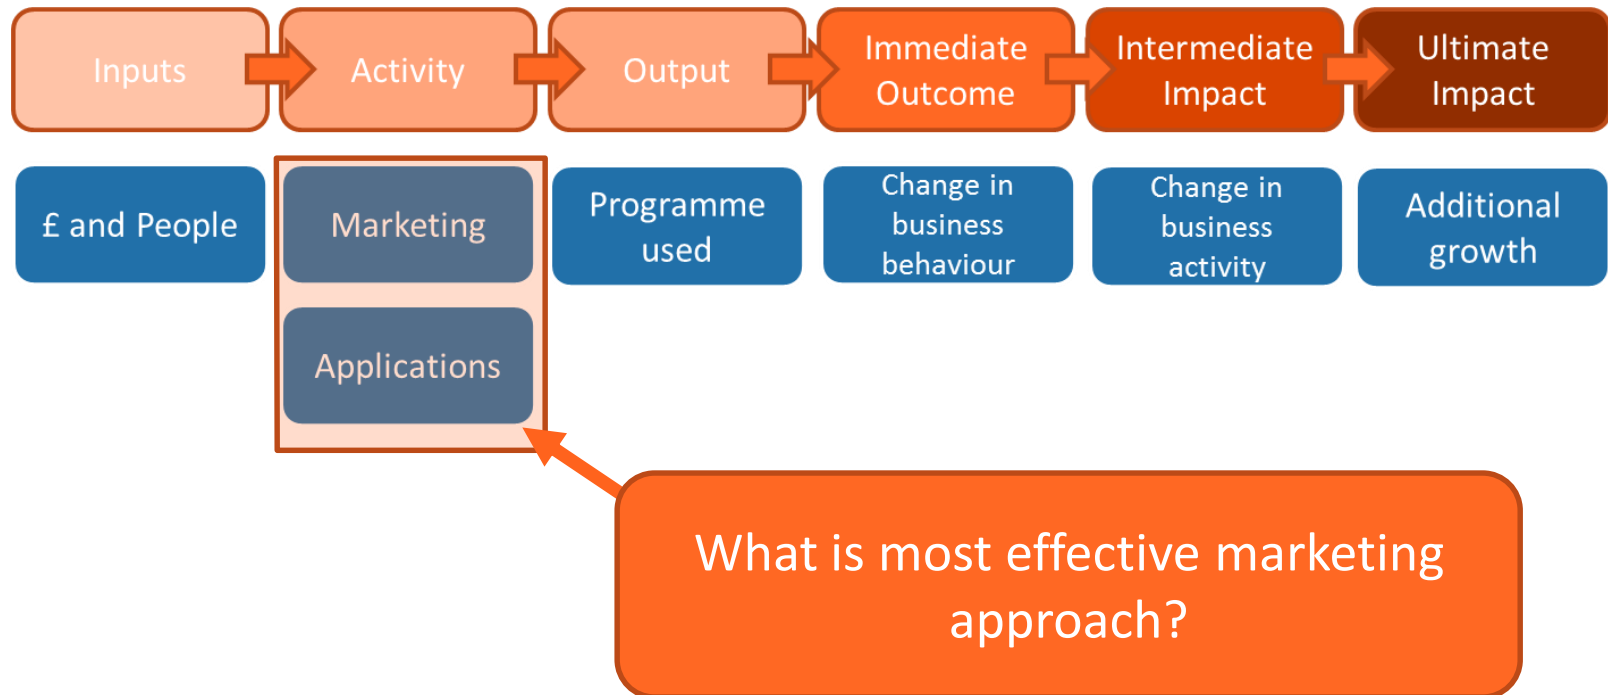 Inputs
Activity
Output
Immediate
Outcome
Intermediate
Impact
Ultimate
Impact
£ and People
Marketing
Programme
used
Change in
business
behaviour
Change in
business
activity
Additional
growth
Applications
What is most effective marketing
approach?